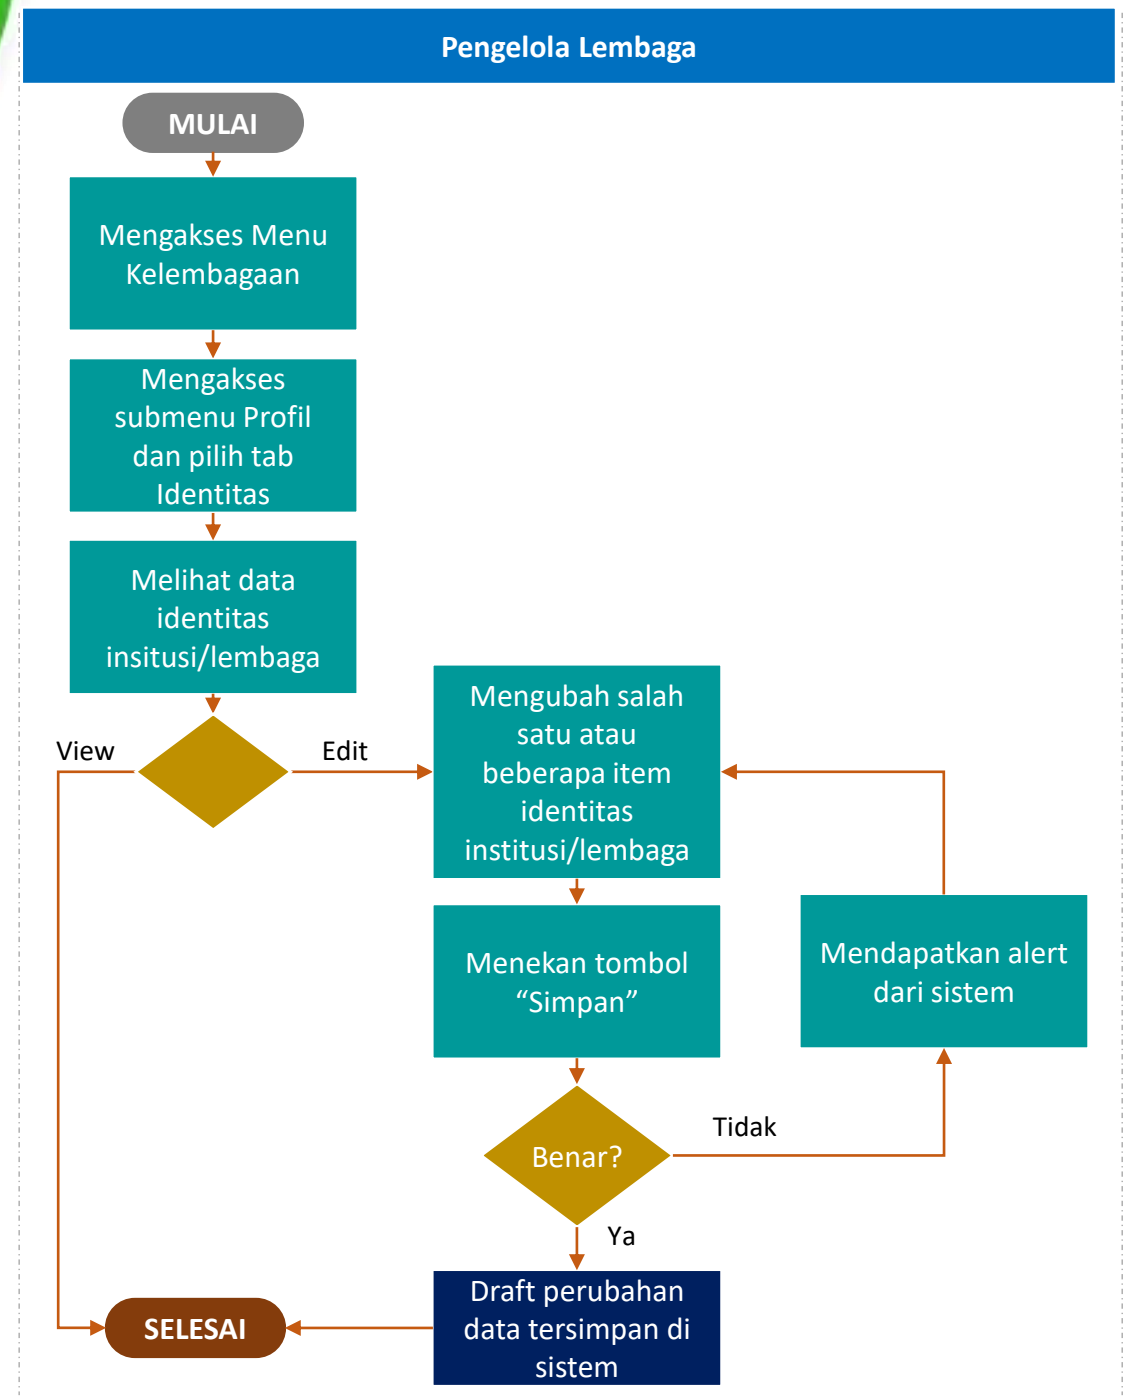 Pengelola Lembaga
MULAI
Mengakses Menu
Kelembagaan
Mengakses
submenu Profil
dan pilih tab
Identitas
Melihat data
identitas
insitusi/lembaga
View
Edit
Mengubah salah
satu atau
beberapa item
identitas
institusi/lembaga
Menekan tombol
“Simpan”
Mendapatkan alert
dari sistem
Benar?
Tidak
Ya
Draft perubahan
data tersimpan di
sistem
SELESAI